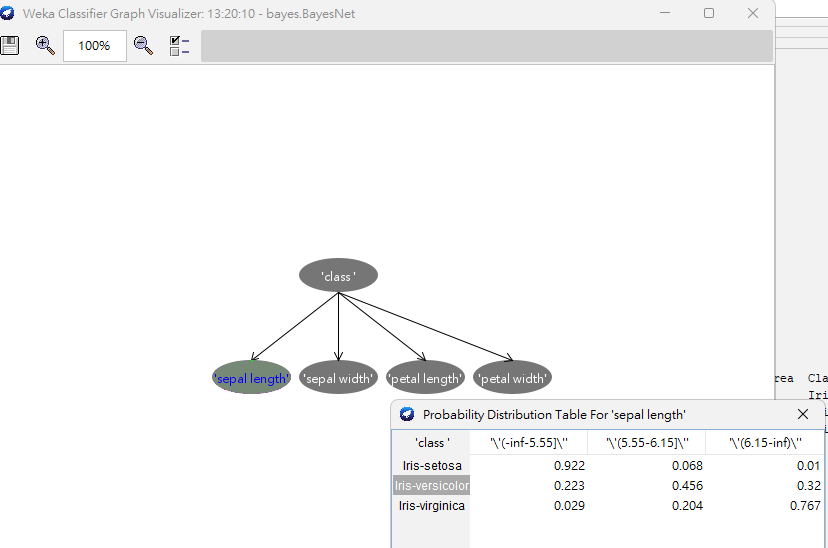 Weka Classifier Graph Visualizer: 13:20:10 - bayes.BayesNet
100%
'class '
'sepal length' 'sepal width' 'petal length' 'petal width'
rea Cla
Iri
Probability Distribution Table For 'sepal length'
'class ' '\'(-inf-5.55]\'' '\'(5.55-6.15]\'' '\'(6.15-inf)\''
Iris-setosa 0.922 0.068 0.01
Iris-versicolor 0.223 0.456 0.32
Iris-virginica 0.029 0.204 0.767